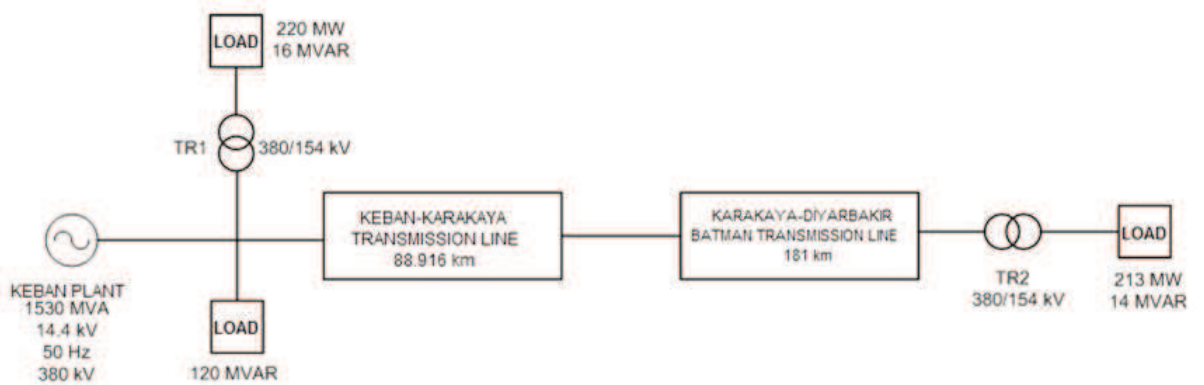 LOAD
220 MW
16 MVAR
TR1
380/154 kV
KEBAN-KARAKAYA
TRANSMISSION LINE
88.916 km
KARAKAYA-DİYARBAKIR
BATMAN TRANSMISSION LINE
181 km
LOAD
TR2
380/154 kV
213 MW
14 MVAR
KEBAN PLANT
1530 MVA
14.4 kV
50 Hz
380 kV
LOAD
120 MVAR